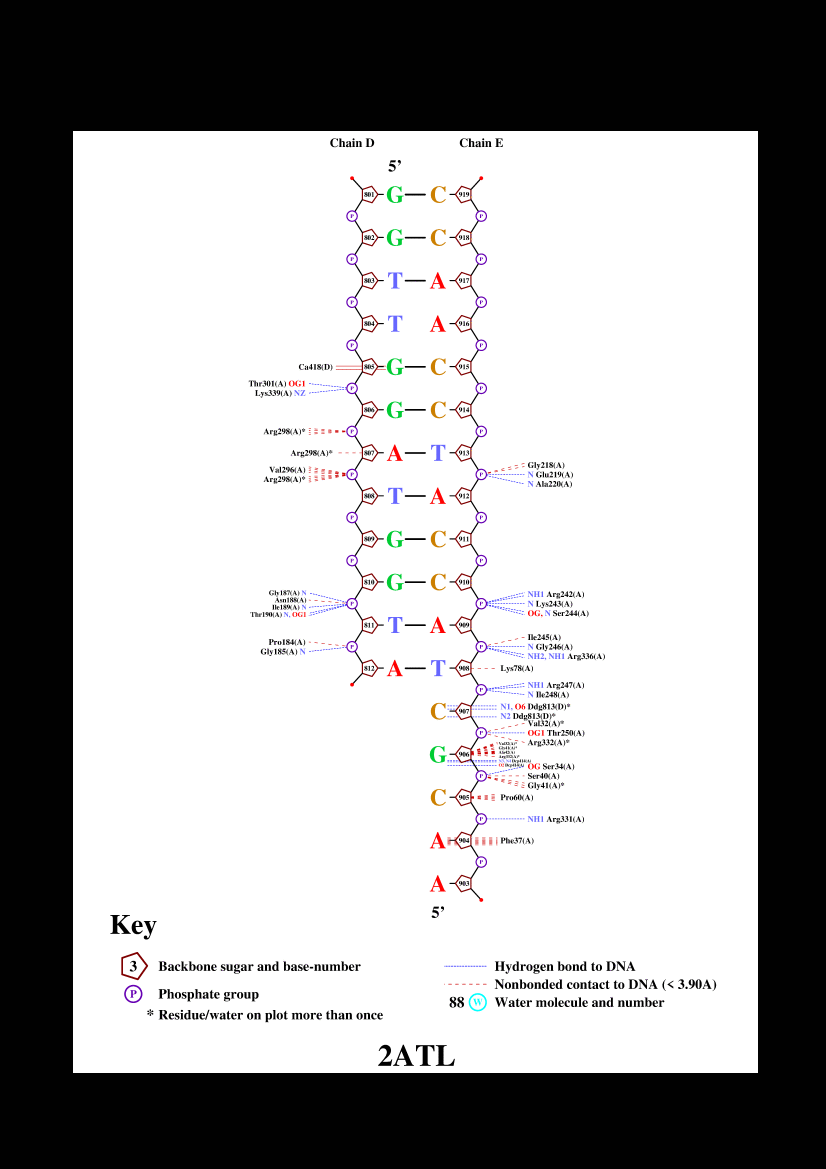 Chain D Chain E
5’
801 G C 919
P P
802 G C 918
P P
803 T A 917
P P
804 T A 916
P P
Ca418(D) 805 G C 915
Thr301(A) OG1 P P
Lys339(A) NZ
806 G C 914
Arg298(A)* P P
Arg298(A)* 807 A T 913
Gly218(A)
Val296(A) P P N Glu219(A)
Arg298(A)* N Ala220(A)
808 T A 912
P P
809 G C 911
P P
810 G C 910
Gly187(A) N NH1 Arg242(A)
Asn188(A) P P N Lys243(A)
Ile189(A) N OG, N Ser244(A)
Thr190(A) N, OG1
811 T A 909
Ile245(A)
Pro184(A) P P N Gly246(A)
Gly185(A) N NH2, NH1 Arg336(A)
812 A T 908 Lys78(A)
NH1 Arg247(A)
P N Ile248(A)
N1, O6 Ddg813(D)*
C 907
N2 Ddg813(D)*
Val32(A)*
P OG1 Thr250(A)
Arg332(A)*
G 906
OG Ser34(A)
P Ser40(A)
Gly41(A)*
C 905 Pro60(A)
P NH1 Arg331(A)
A 904 Phe37(A)
P
A 903
5’
Key
3 Backbone sugar and base-number
P Phosphate group
* Residue/water on plot more than once
Hydrogen bond to DNA
Nonbonded contact to DNA (< 3.90A)
88 W Water molecule and number
2ATL